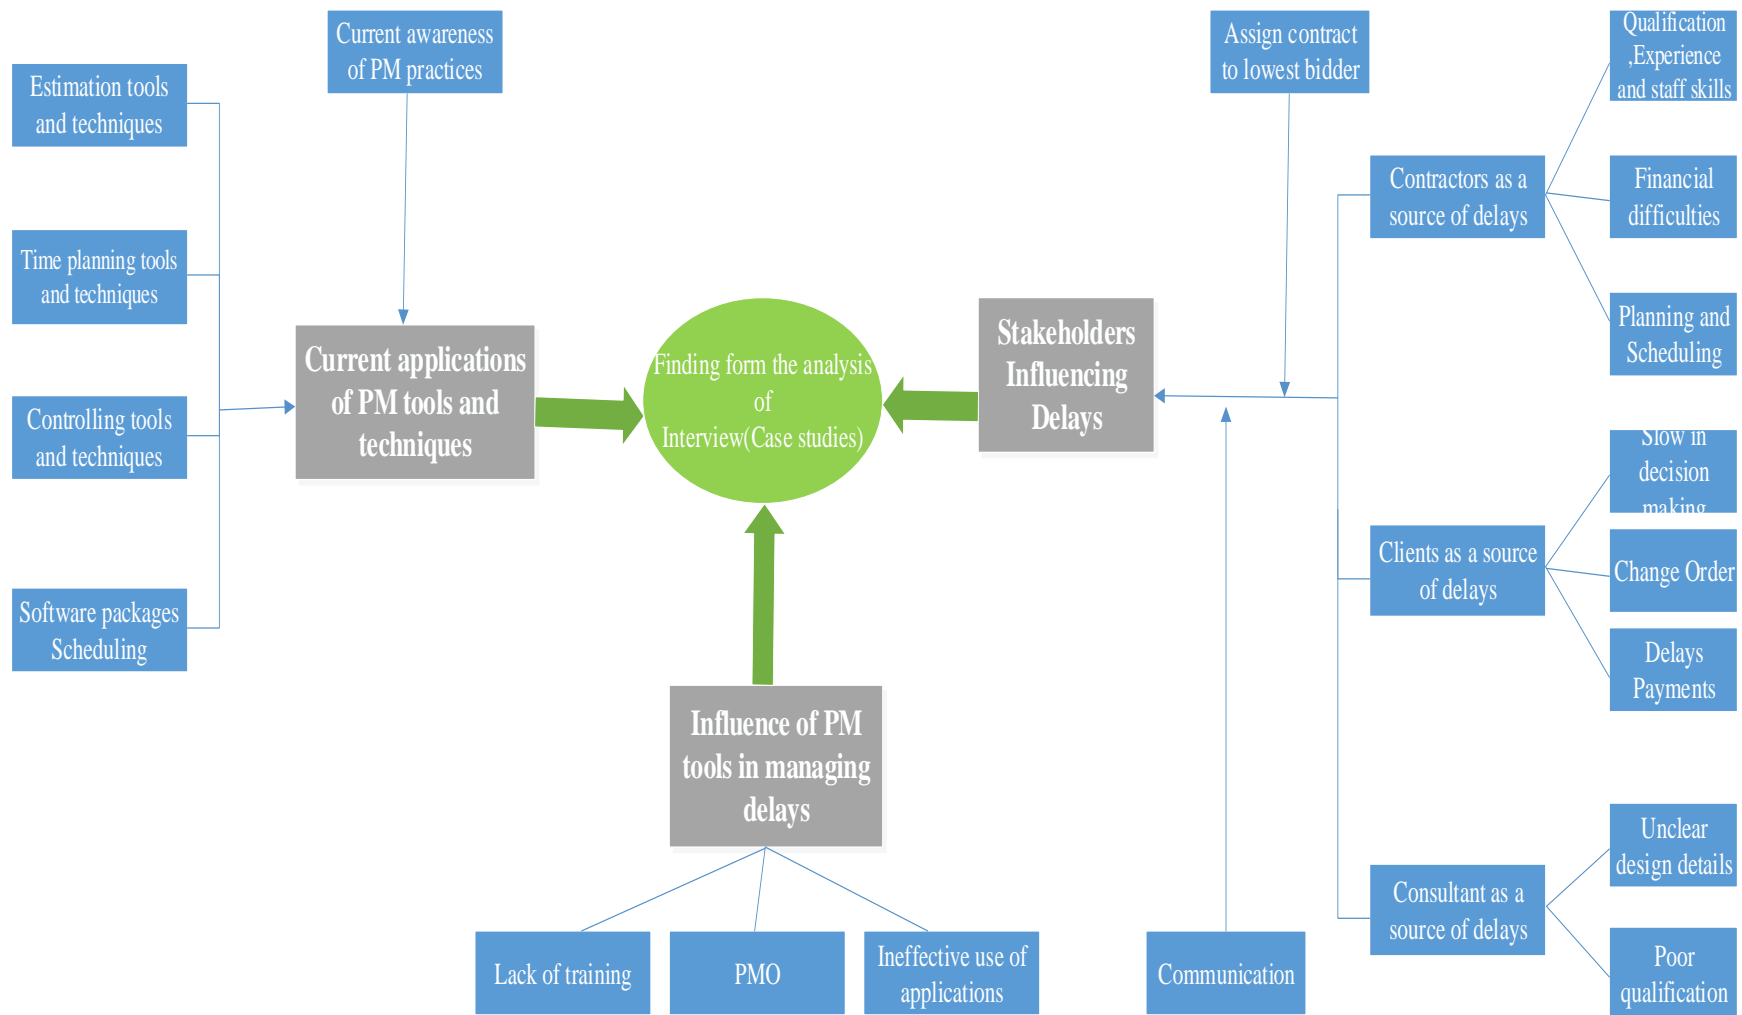 Current awareness
of PM practices
Assign contract
to lowest bidder
Qualification
,Experience
and staff skills
Estimation tools
and techniques
Contractors as a
source of delays
Financial
difficulties
Time planning tools
and techniques
Planning and
Scheduling
Current applications
of PM tools and
techniques
Finding form the analysis
of
Interview(Case studies)
Stakeholders
Influencing
Delays
Controlling tools
and techniques
Slow in
decision
making
Clients as a source
of delays
Change Order
Software packages
Scheduling
Delays
Payments
Influence of PM
tools in managing
delays
Unclear
design details
Consultant as a
source of delays
Lack of training
PMO
Ineffective use of
applications
Communication
Poor
qualification